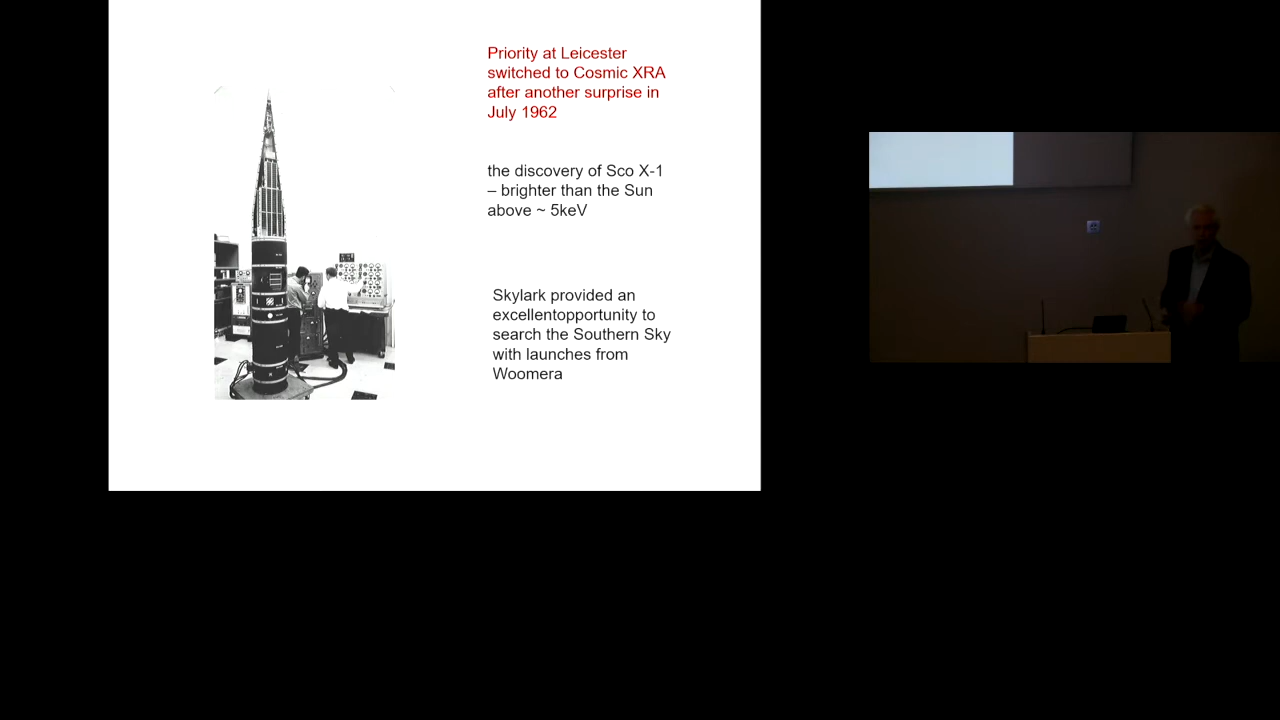 Priority at Leicester
switched to Cosmic XRA
after another surprise in
July 1962
the discovery of Sco X-1
– brighter than the Sun
above ~ 5keV
Skylark provided an
excellentopportunity to
search the Southern Sky
with launches from
Woomera